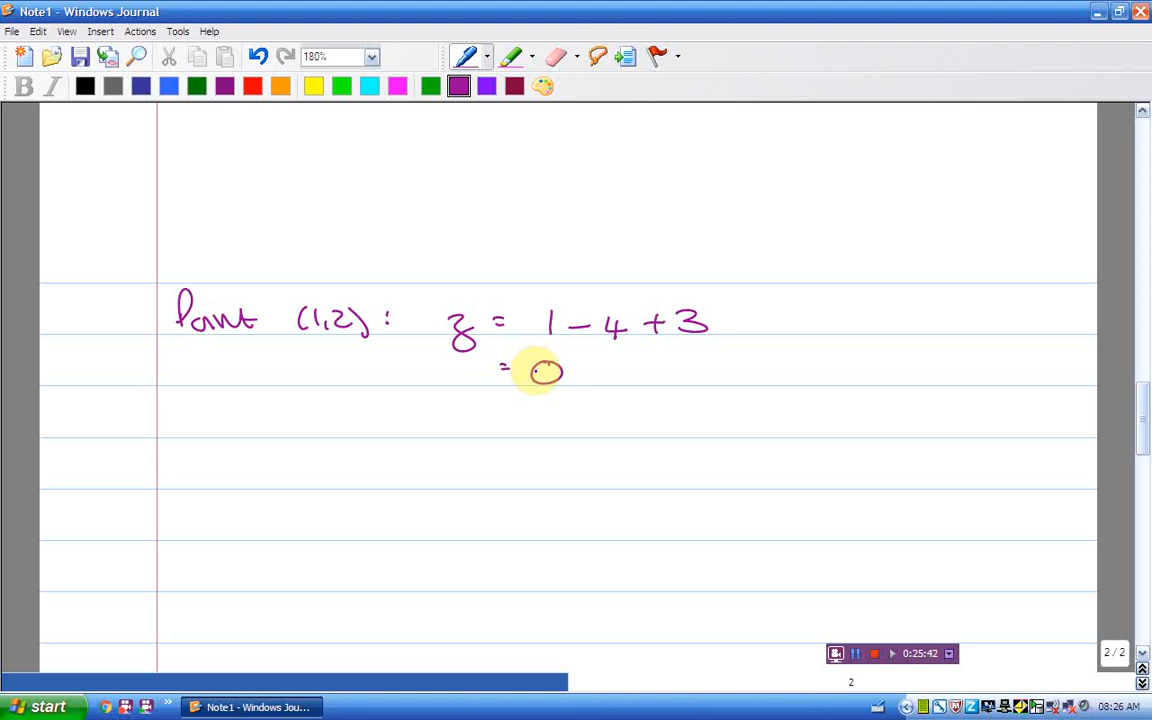 Note1 - Windows Journal
File Edit View Insert Actions Tools Help
180%
B I
Point (1,2) : z = 1 - 4 + 3
= 0
0:25:42
2 / 2
2
start
Note1 - Windows Jou...
08:26 AM